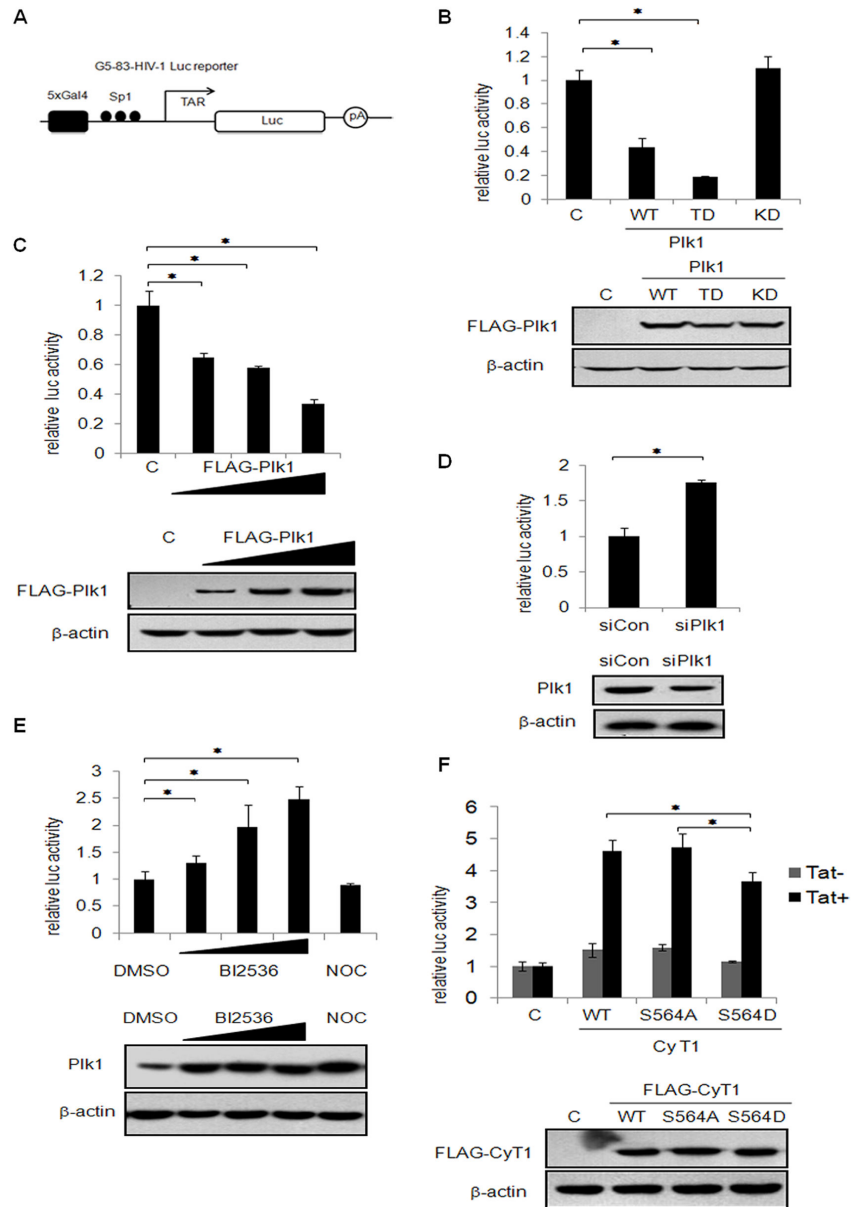 A
G5-83-HIV-1 Luc reporter
5xGal4
Sp1
TAR
Luc
pA
B
relative luc activity
1.4
1.2
1
0.8
0.6
0.4
0.2
0
*
*
C
WT
TD
KD
Plk1
Plk1
C
WT
TD
KD
FLAG-Plk1
β-actin
C
relative luc activity
1.2
1
0.8
0.6
0.4
0.2
0
*
*
*
C
FLAG-Plk1
C
FLAG-Plk1
FLAG-Plk1
β-actin
D
relative luc activity
2
1.5
1
0.5
0
*
siCon
siPlk1
siCon siPlk1
Plk1
β-actin
E
relative luc activity
3
2.5
2
1.5
1
0.5
0
*
*
*
DMSO
BI2536
NOC
DMSO
BI2536
NOC
Plk1
β-actin
F
relative luc activity
7
6
5
4
3
2
1
0
*
*
Tat-
Tat+
C
WT
S564A
S564D
Cy T1
FLAG-CyT1
C
WT
S564A
S564D
FLAG-CyT1
β-actin